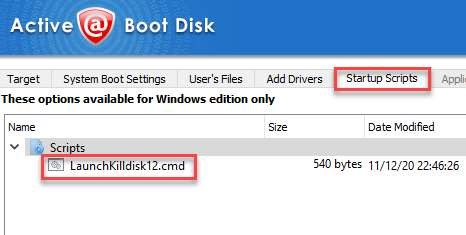 Active@ Boot Disk
Target System Boot Settings User's Files Add Drivers Startup Scripts Applic
These options available for Windows edition only
Name Size Date Modified
Scripts
LaunchKilldisk12.cmd 540 bytes 11/12/20 22:46:26